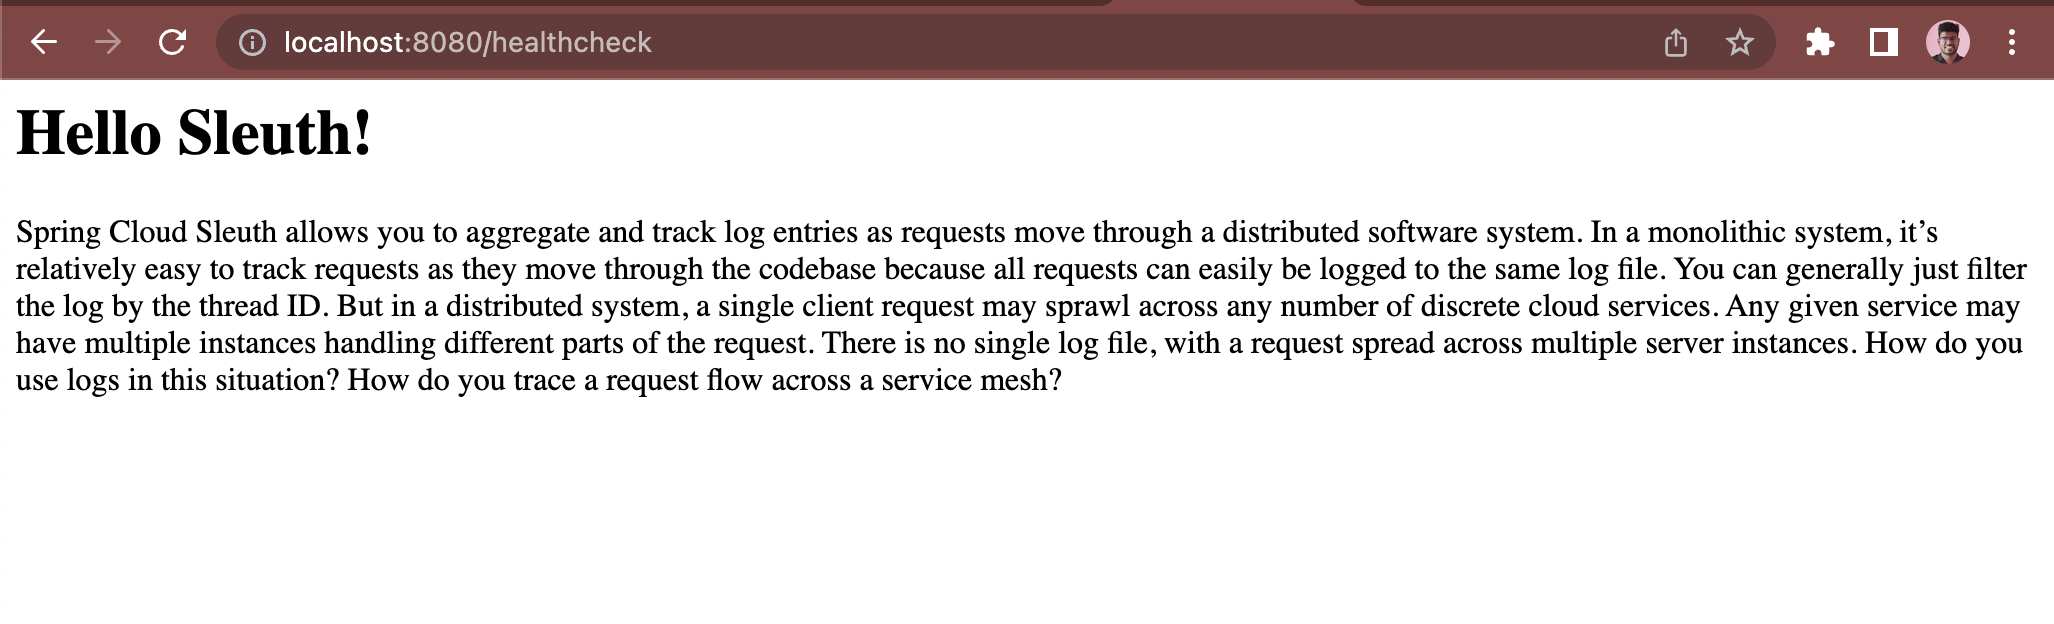 localhost:8080/healthcheck
Hello Sleuth!
Spring Cloud Sleuth allows you to aggregate and track log entries as requests move through a distributed software system. In a monolithic system, it’s
relatively easy to track requests as they move through the codebase because all requests can easily be logged to the same log file. You can generally just filter
the log by the thread ID. But in a distributed system, a single client request may sprawl across any number of discrete cloud services. Any given service may
have multiple instances handling different parts of the request. There is no single log file, with a request spread across multiple server instances. How do you
use logs in this situation? How do you trace a request flow across a service mesh?